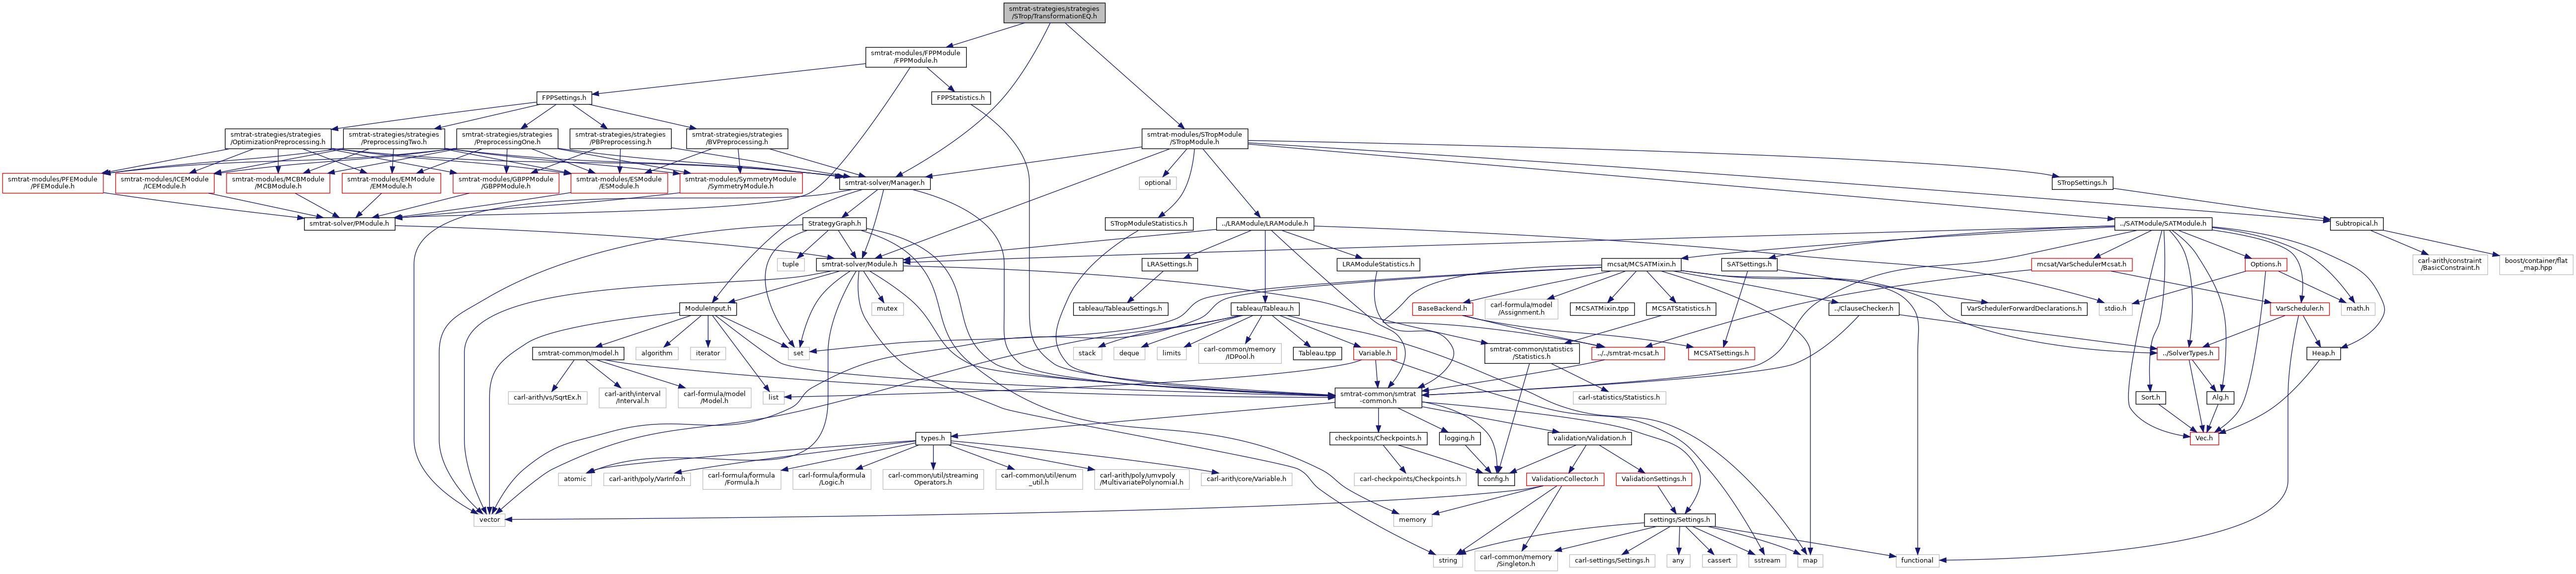 smtrat-strategies/strategies
/STrop/TransformationEQ.h
smtrat-modules/FPPModule
/FPPModule.h
FPPSettings.h
FPPStatistics.h
smtrat-strategies/strategies
/OptimizationPreprocessing.h
smtrat-strategies/strategies
/PreprocessingTwo.h
smtrat-strategies/strategies
/PreprocessingOne.h
smtrat-strategies/strategies
/PBPreprocessing.h
smtrat-strategies/strategies
/BVPreprocessing.h
smtrat-modules/STropModule
/STropModule.h
smtrat-modules/PFEModule
/PFEModule.h
smtrat-modules/ICEModule
/ICEModule.h
smtrat-modules/MCBModule
/MCBModule.h
smtrat-modules/EMModule
/EMModule.h
smtrat-modules/GBPPModule
/GBPPModule.h
smtrat-modules/ESModule
/ESModule.h
smtrat-modules/SymmetryModule
/SymmetryModule.h
smtrat-solver/Manager.h
optional
STropSettings.h
smtrat-solver/PModule.h
StrategyGraph.h
STropModuleStatistics.h
../LRAModule/LRAModule.h
../SATModule/SATModule.h
Subtropical.h
tuple
smtrat-solver/Module.h
LRASettings.h
LRAModuleStatistics.h
mcsat/MCSATMixin.h
SATSettings.h
mcsat/VarSchedulerMcsat.h
Options.h
carl-arith/constraint
/BasicConstraint.h
boost/container/flat
_map.hpp
ModuleInput.h
mutex
tableau/TableauSettings.h
tableau/Tableau.h
BaseBackend.h
carl-formula/model
/Assignment.h
MCSATMixin.tpp
MCSATStatistics.h
../ClauseChecker.h
VarSchedulerForwardDeclarations.h
stdio.h
VarScheduler.h
math.h
smtrat-common/model.h
algorithm
iterator
set
stack
deque
limits
carl-common/memory
/IDPool.h
Tableau.tpp
Variable.h
smtrat-common/statistics
/Statistics.h
../../smtrat-mcsat.h
MCSATSettings.h
../SolverTypes.h
Heap.h
carl-arith/vs/SqrtEx.h
carl-arith/interval
/Interval.h
carl-formula/model
/Model.h
list
smtrat-common/smtrat
-common.h
carl-statistics/Statistics.h
Sort.h
Alg.h
types.h
checkpoints/Checkpoints.h
logging.h
validation/Validation.h
Vec.h
atomic
carl-arith/poly/VarInfo.h
carl-formula/formula
/Formula.h
carl-formula/formula
/Logic.h
carl-common/util/streaming
Operators.h
carl-common/util/enum
_util.h
carl-arith/poly/umvpoly
/MultivariatePolynomial.h
carl-arith/core/Variable.h
carl-checkpoints/Checkpoints.h
config.h
ValidationCollector.h
ValidationSettings.h
vector
memory
settings/Settings.h
string
carl-common/memory
/Singleton.h
carl-settings/Settings.h
any
cassert
sstream
map
functional